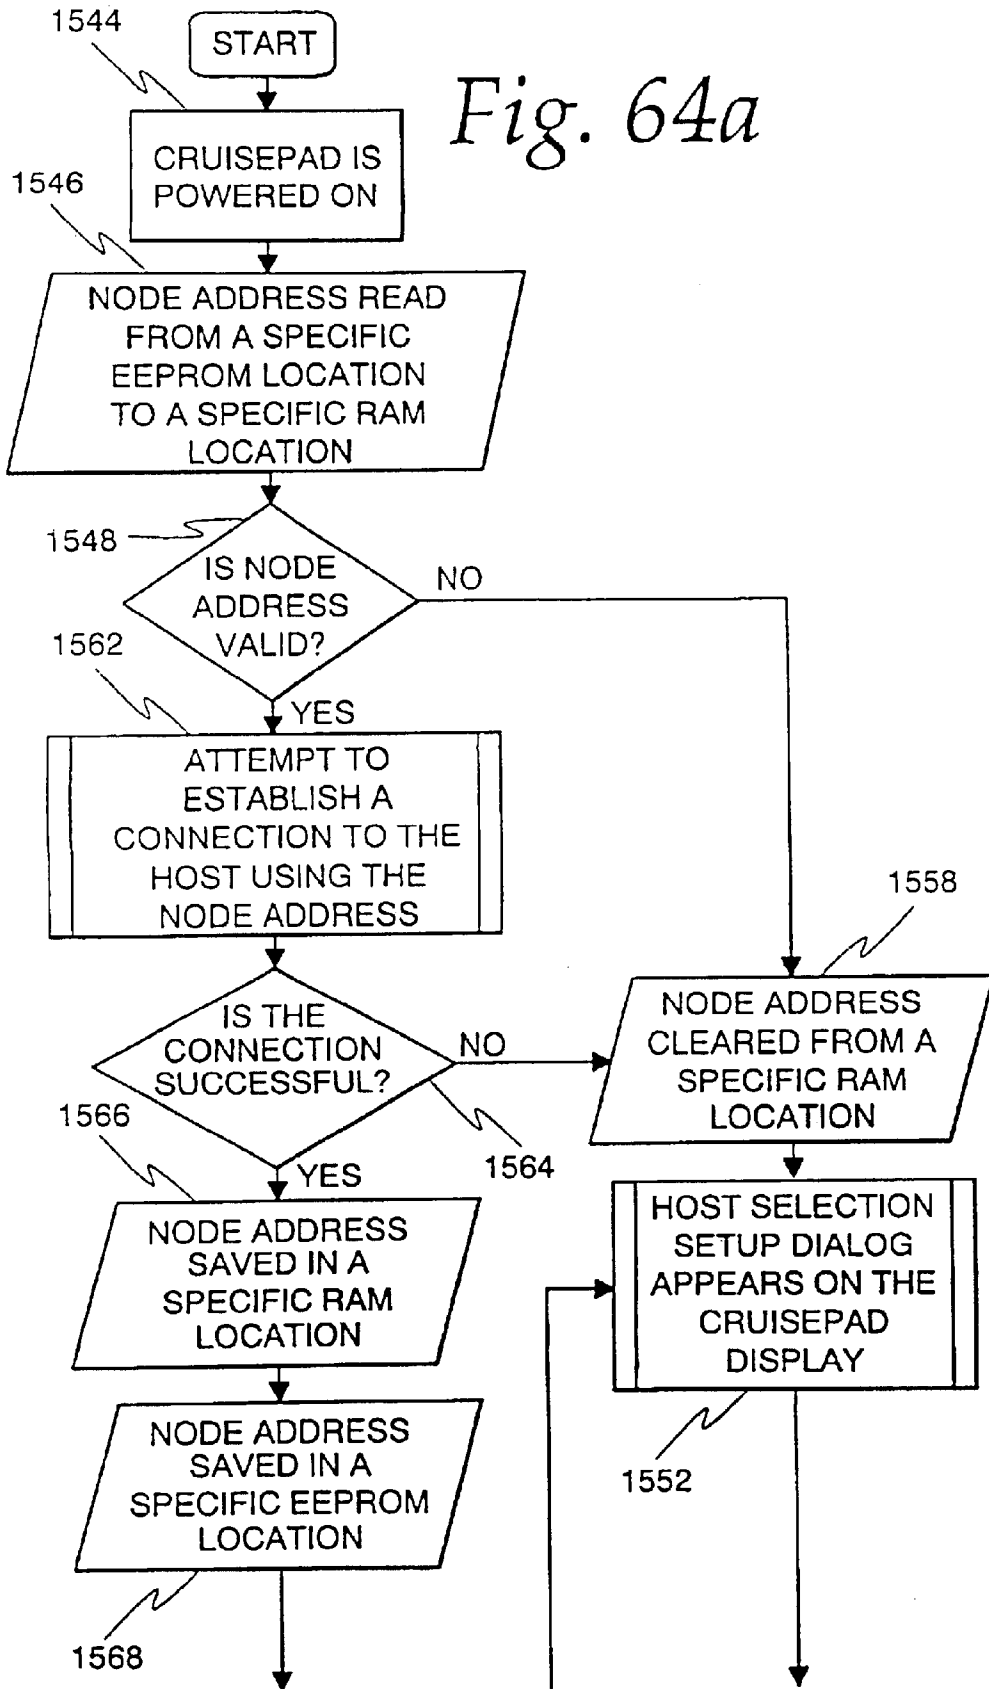 1544
START
Fig. 64a
CRUISEPAD IS
POWERED ON
1546
NODE ADDRESS READ
FROM A SPECIFIC
EEPROM LOCATION
TO A SPECIFIC RAM
LOCATION
1548
IS NODE
ADDRESS
VALID?
NO
1562
YES
ATTEMPT TO
ESTABLISH A
CONNECTION TO THE
HOST USING THE
NODE ADDRESS
1558
IS THE
CONNECTION
SUCCESSFUL?
NO
NODE ADDRESS
CLEARED FROM A
SPECIFIC RAM
LOCATION
1566
1564
YES
NODE ADDRESS
SAVED IN A
SPECIFIC RAM
LOCATION
HOST SELECTION
SETUP DIALOG
APPEARS ON THE
CRUISEPAD
DISPLAY
NODE ADDRESS
SAVED IN A
SPECIFIC EEPROM
LOCATION
1552
1568